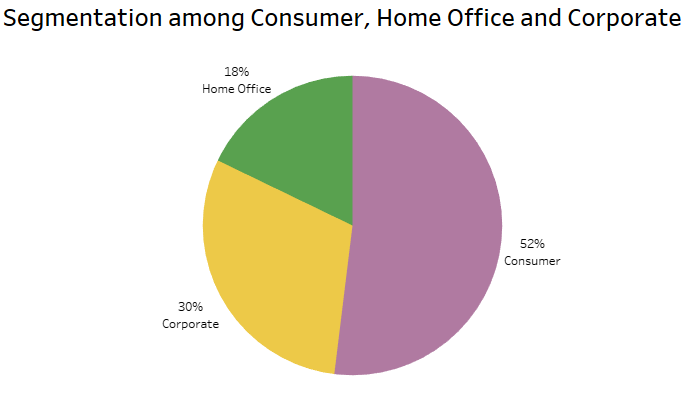 Segmentation among Consumer, Home Office and Corporate
18%
Home Office
52%
Consumer
30%
Corporate